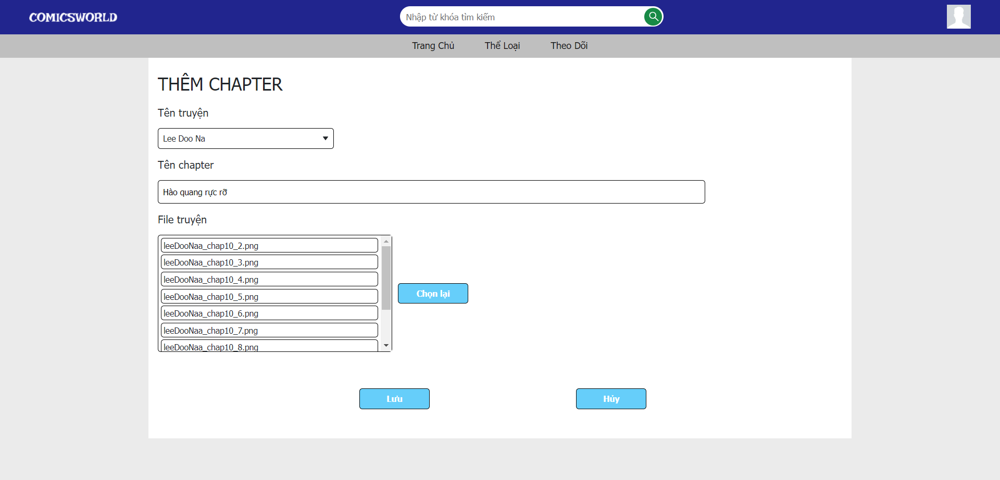 COMICSWORLD
Nhập từ khóa tìm kiếm
Trang Chủ
Thể Loại
Theo Dõi
THÊM CHAPTER
Tên truyện
Lee Doo Na
Tên chapter
Hào quang rực rỡ
File truyện
leeDooNaa_chap10_2.png
leeDooNaa_chap10_3.png
leeDooNaa_chap10_4.png
leeDooNaa_chap10_5.png
leeDooNaa_chap10_6.png
leeDooNaa_chap10_7.png
leeDooNaa_chap10_8.png
Chọn lại
Lưu
Hủy